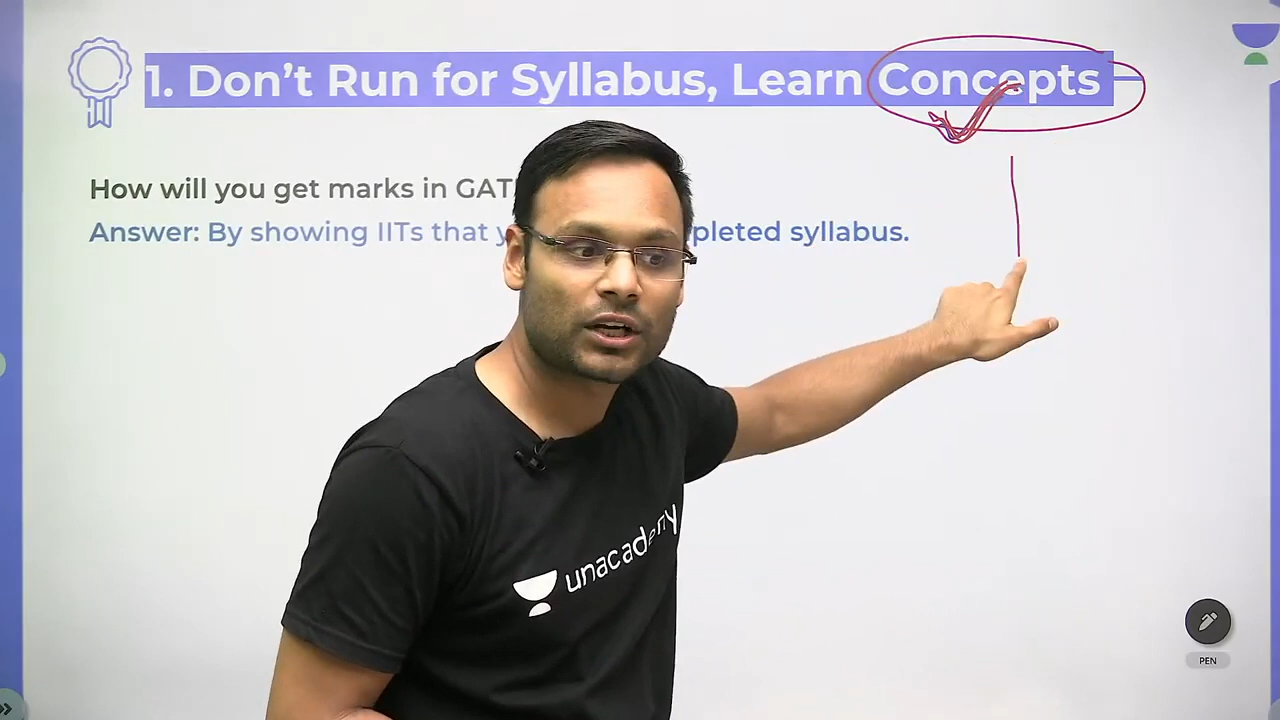 1. Don’t Run for Syllabus, Learn Concepts
How will you get marks in GAT
Answer: By showing IITs that y pleted syllabus.
unacademy
PEN